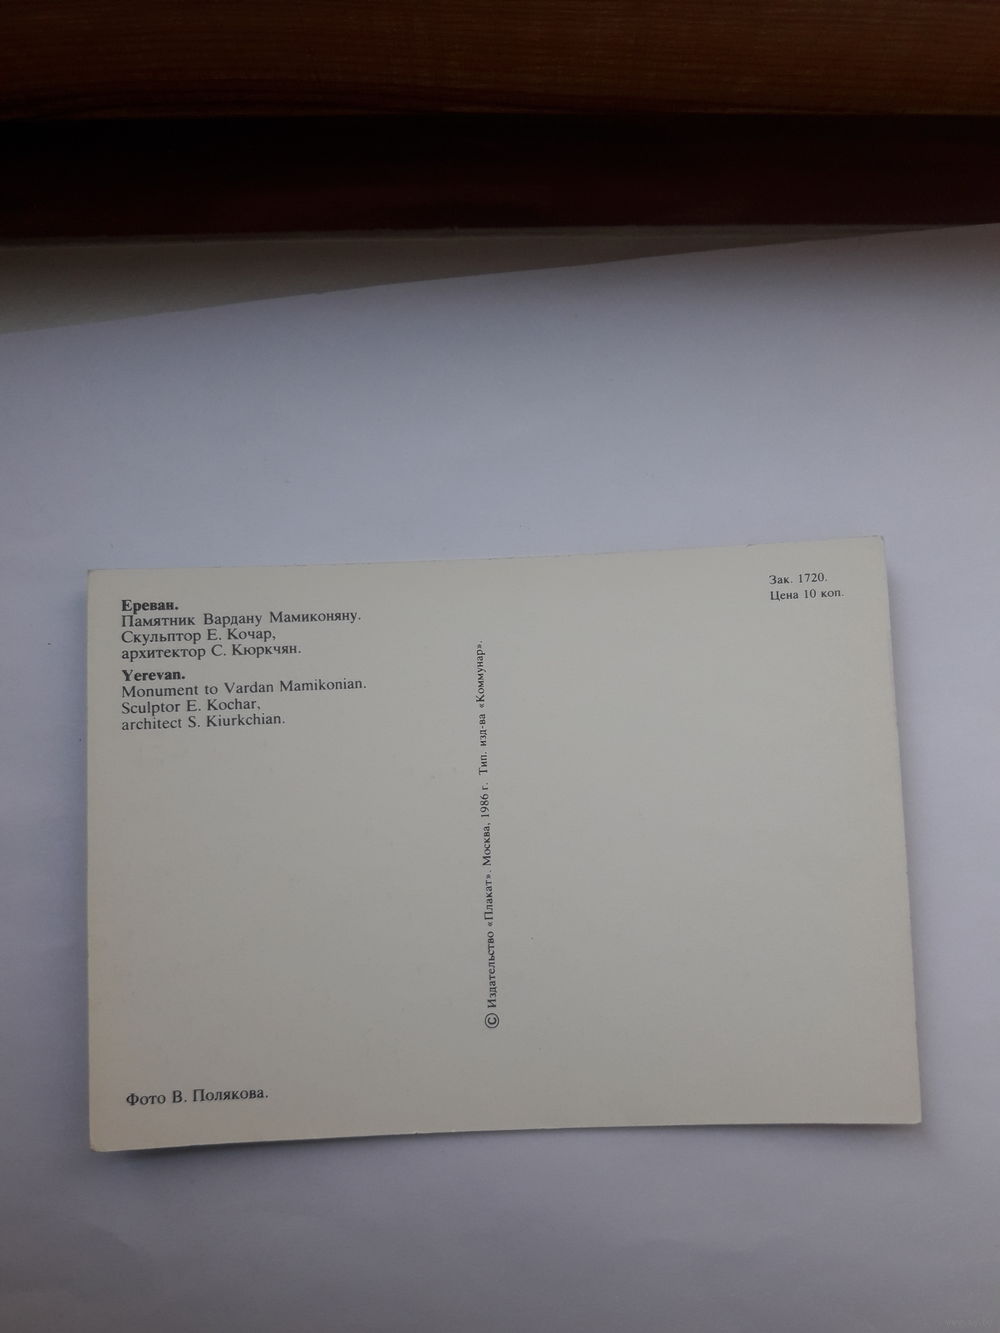 Ереван.
Памятник Вардану Мамиконяну.
Скульптор Е. Кочар,
архитектор С. Кюркчян.
Yerevan.
Monument to Vardan Mamikonian.
Sculptor E. Kochar,
architect S. Kiurkchian.
Зак. 1720.
Цена 10 коп.
© Издательство «Плакат». Москва, 1986 г. Тип. изд-ва «Коммунар».
Фото В. Полякова.